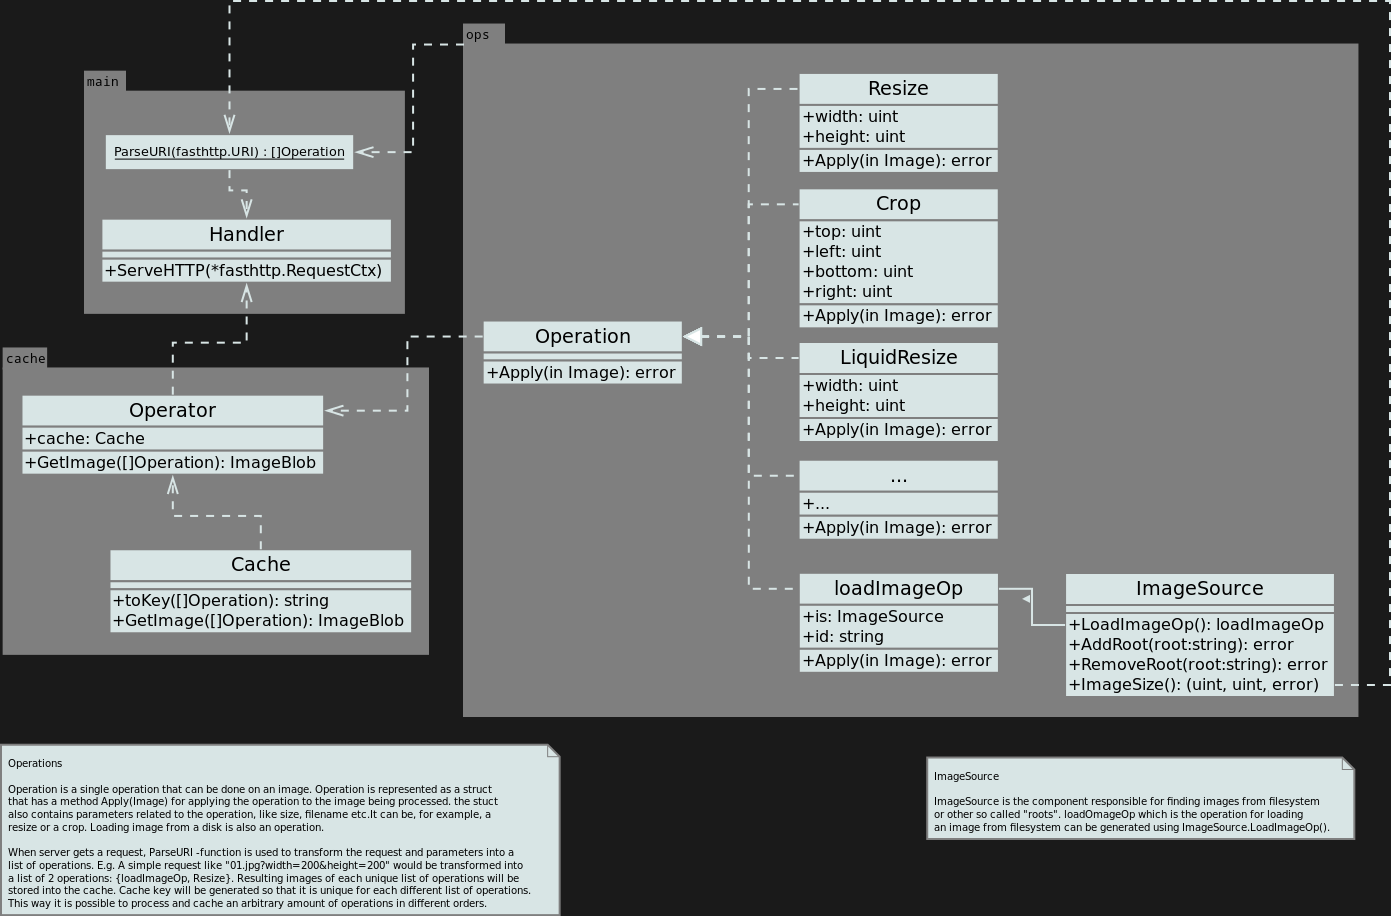 main
ParseURI(fasthttp.URI) : []Operation
Handler
+ServeHTTP(*fasthttp.RequestCtx)
cache
Operator
+cache: Cache
+GetImage([]Operation): ImageBlob
Cache
+toKey([]Operation): string
+GetImage([]Operation): ImageBlob
ops
Operation
+Apply(in Image): error
Resize
+width: uint
+height: uint
+Apply(in Image): error
Crop
+top: uint
+left: uint
+bottom: uint
+right: uint
+Apply(in Image): error
LiquidResize
+width: uint
+height: uint
+Apply(in Image): error
...
+...
+Apply(in Image): error
loadImageOp
+is: ImageSource
+id: string
+Apply(in Image): error
ImageSource
+LoadImageOp(): loadImageOp
+AddRoot(root:string): error
+RemoveRoot(root:string): error
+ImageSize(): (uint, uint, error)
Operations
Operation is a single operation that can be done on an image. Operation is represented as a struct
that has a method Apply(Image) for applying the operation to the image being processed. the stuct
also contains parameters related to the operation, like size, filename etc.It can be, for example, a
resize or a crop. Loading image from a disk is also an operation.
When server gets a request, ParseURI -function is used to transform the request and parameters into a
list of operations. E.g. A simple request like "01.jpg?width=200&height=200" would be transformed into
a list of 2 operations: {loadImageOp, Resize}. Resulting images of each unique list of operations will be
stored into the cache. Cache key will be generated so that it is unique for each different list of operations.
This way it is possible to process and cache an arbitrary amount of operations in different orders.
ImageSource
ImageSource is the component responsible for finding images from filesystem
or other so called "roots". loadOmageOp which is the operation for loading
an image from filesystem can be generated using ImageSource.LoadImageOp().